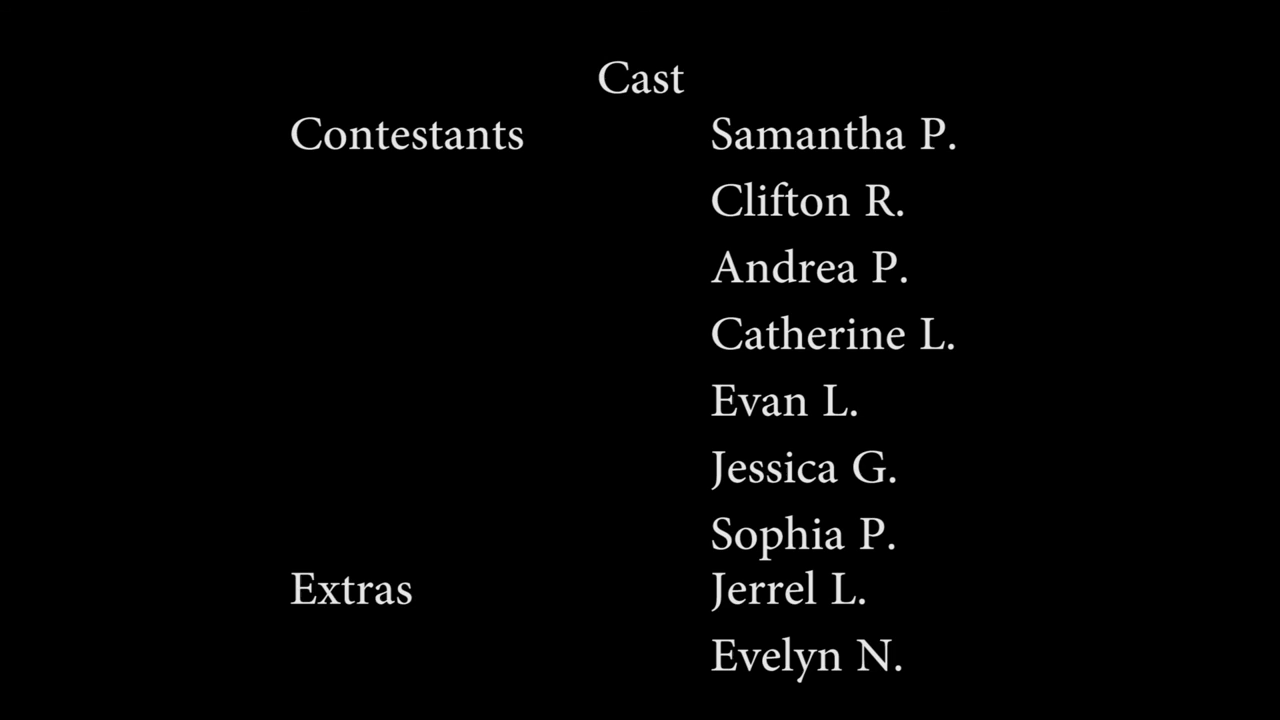 Cast
Contestants Samantha P.
Clifton R.
Andrea P.
Catherine L.
Evan L.
Jessica G.
Sophia P.
Extras Jerrel L.
Evelyn N.